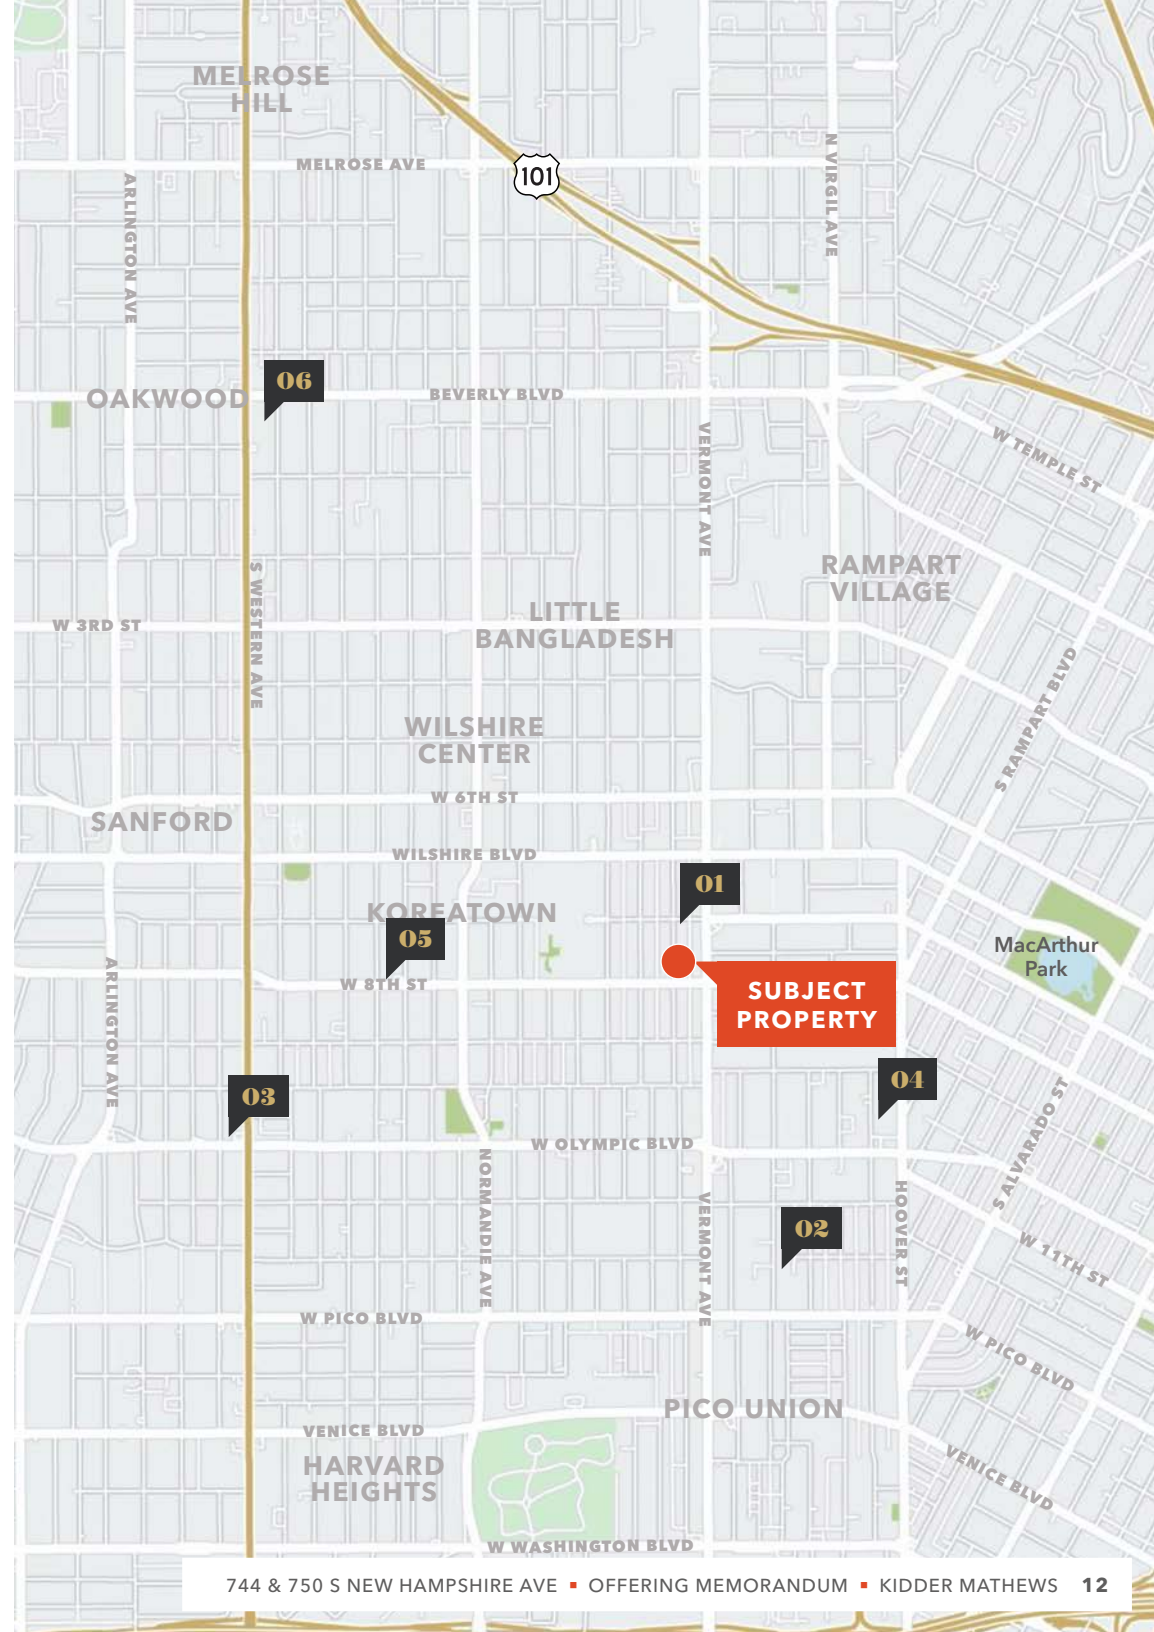 MELROSE
HILL
MELROSE AVE
101
N VIRGIL AVE
ARLINGTON AVE
06
OAKWOOD
BEVERLY BLVD
VERMONT AVE
W TEMPLE ST
S WESTERN AVE
RAMPART
VILLAGE
LITTLE
BANGLADESH
W 3RD ST
S RAMPART BLVD
WILSHIRE
CENTER
W 6TH ST
SANFORD
WILSHIRE BLVD
01
KOREATOWN
05
MacArthur
Park
W 8TH ST
SUBJECT
PROPERTY
ARLINGTON AVE
04
03
S ALVARADO ST
W OLYMPIC BLVD
NORMANDIE AVE
VERMONT AVE
HOOVER ST
02
W 11TH ST
W PICO BLVD
W PICO BLVD
PICO UNION
VENICE BLVD
HARVARD
HEIGHTS
VENICE BLVD
W WASHINGTON BLVD
744 & 750 S NEW HAMPSHIRE AVE ▪ OFFERING MEMORANDUM ▪ KIDDER MATHEWS 12